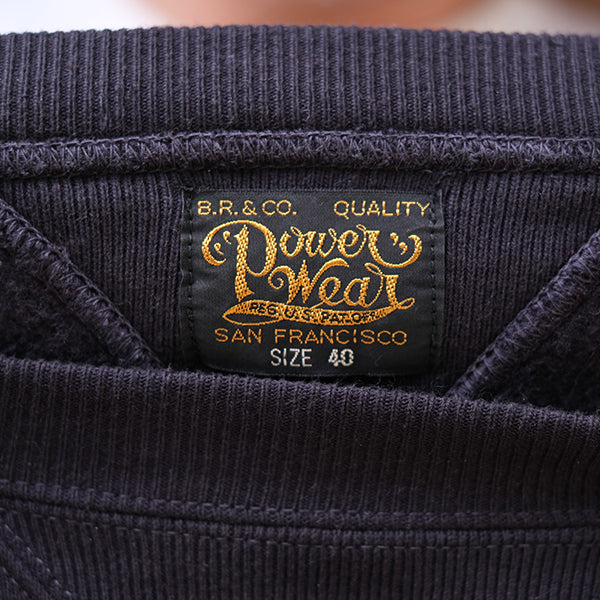 B.R. & CO. QUALITY
Power
Wear
REG. U.S. PAT. OFF.
SAN FRANCISCO
SIZE 40